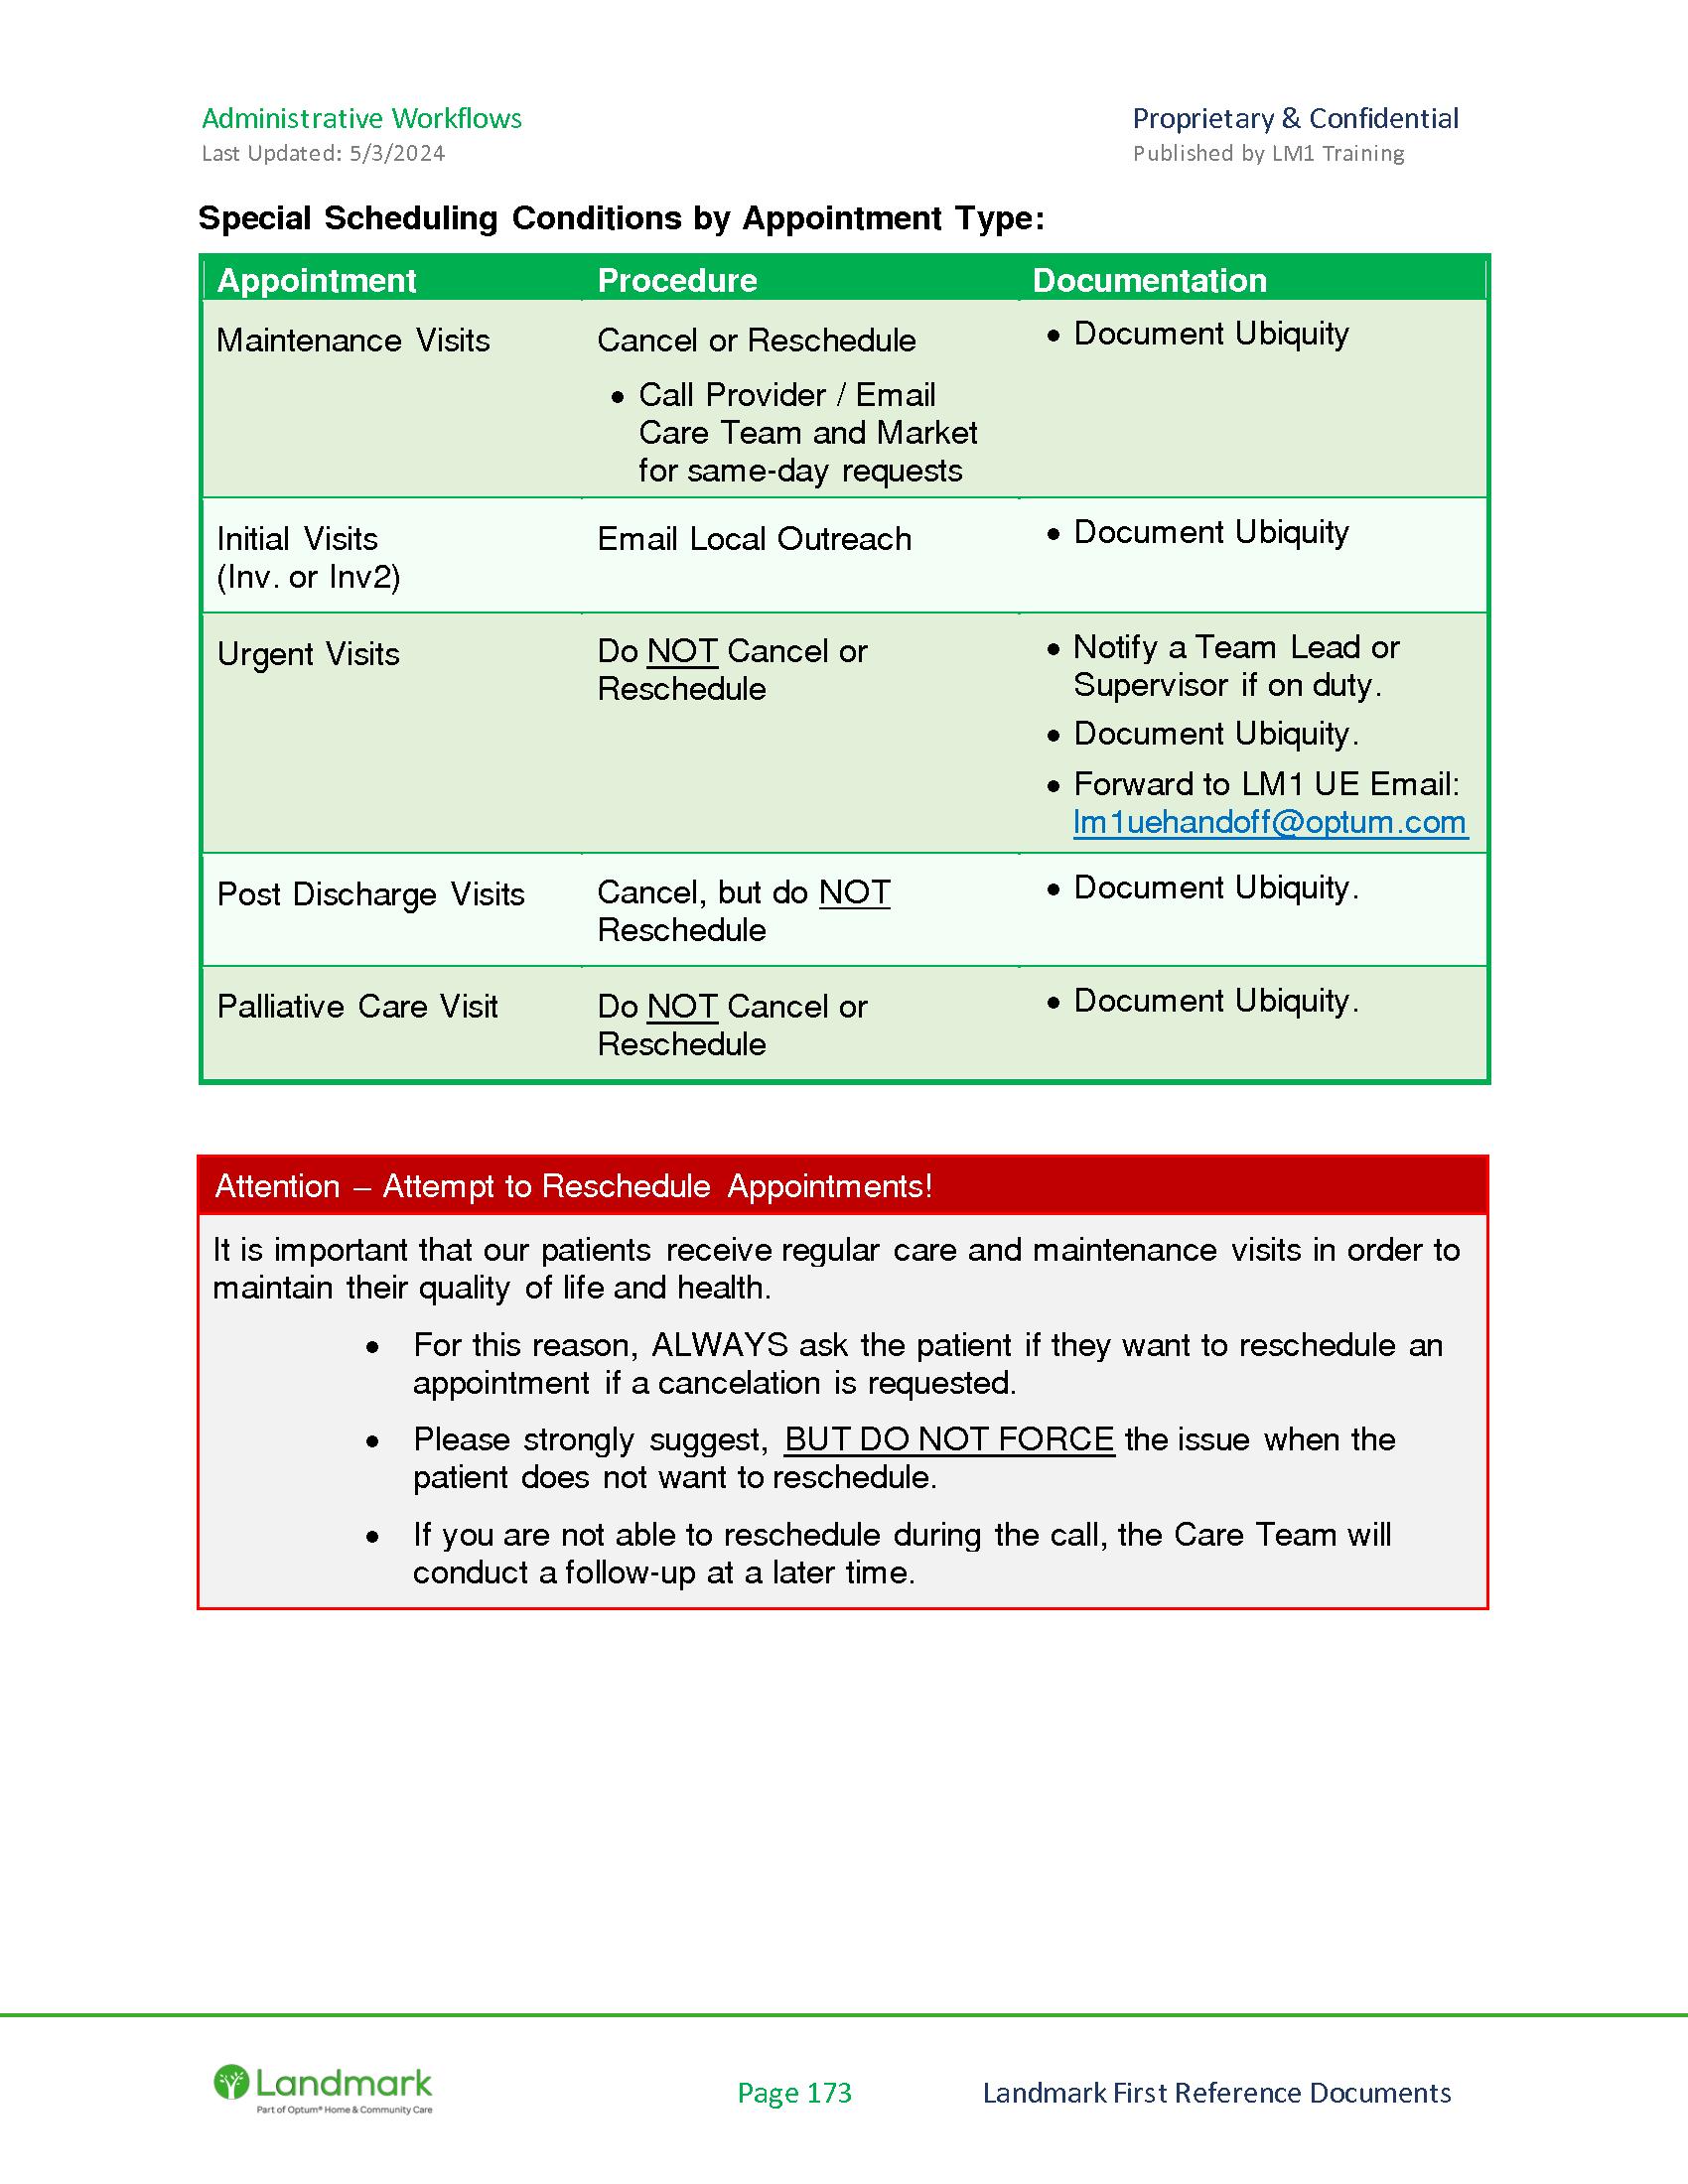 Administrative Workflows
Proprietary & Confidential
Last Updated: 5/3/2024
Published by LM1 Training
Special Scheduling Conditions by Appointment Type:
Appointment
Procedure
Documentation
Maintenance Visits
Cancel or Reschedule
• Call Provider / Email
Care Team and Market
for same-day requests
• Document Ubiquity
Initial Visits
(Inv. or Inv2)
Email Local Outreach
• Document Ubiquity
Urgent Visits
Do NOT Cancel or
Reschedule
• Notify a Team Lead or
Supervisor if on duty.
• Document Ubiquity.
• Forward to LM1 UE Email:
lm1uehandoff@optum.com
Post Discharge Visits
Cancel, but do NOT
Reschedule
• Document Ubiquity.
Palliative Care Visit
Do NOT Cancel or
Reschedule
• Document Ubiquity.
Attention – Attempt to Reschedule Appointments!
It is important that our patients receive regular care and maintenance visits in order to
maintain their quality of life and health.
• For this reason, ALWAYS ask the patient if they want to reschedule an
appointment if a cancelation is requested.
• Please strongly suggest, BUT DO NOT FORCE the issue when the
patient does not want to reschedule.
• If you are not able to reschedule during the call, the Care Team will
conduct a follow-up at a later time.
Landmark
Part of Optum® Home & Community Care
Page 173
Landmark First Reference Documents